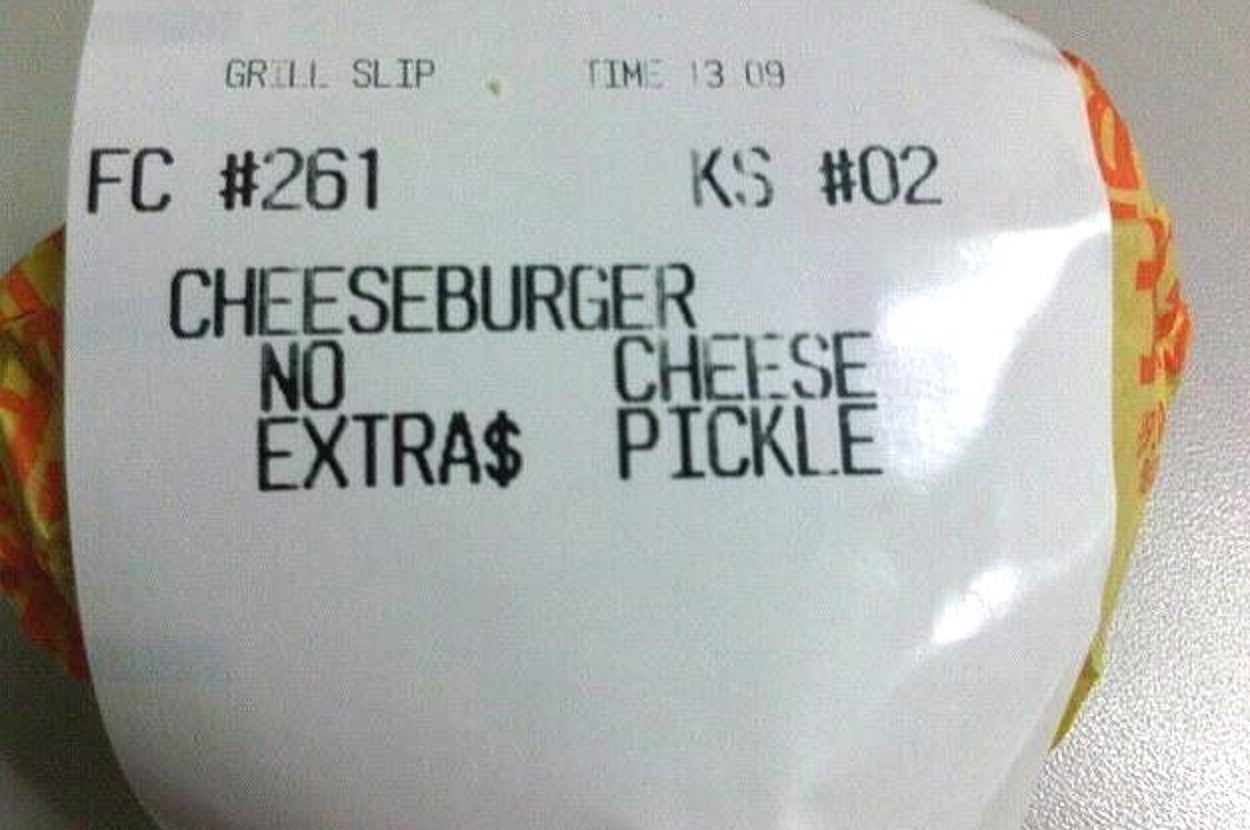 GRILL SLIP TIME 13 09
FC #261 KS #02
CHEESEBURGER
NO CHEESE
EXTRA$ PICKLE